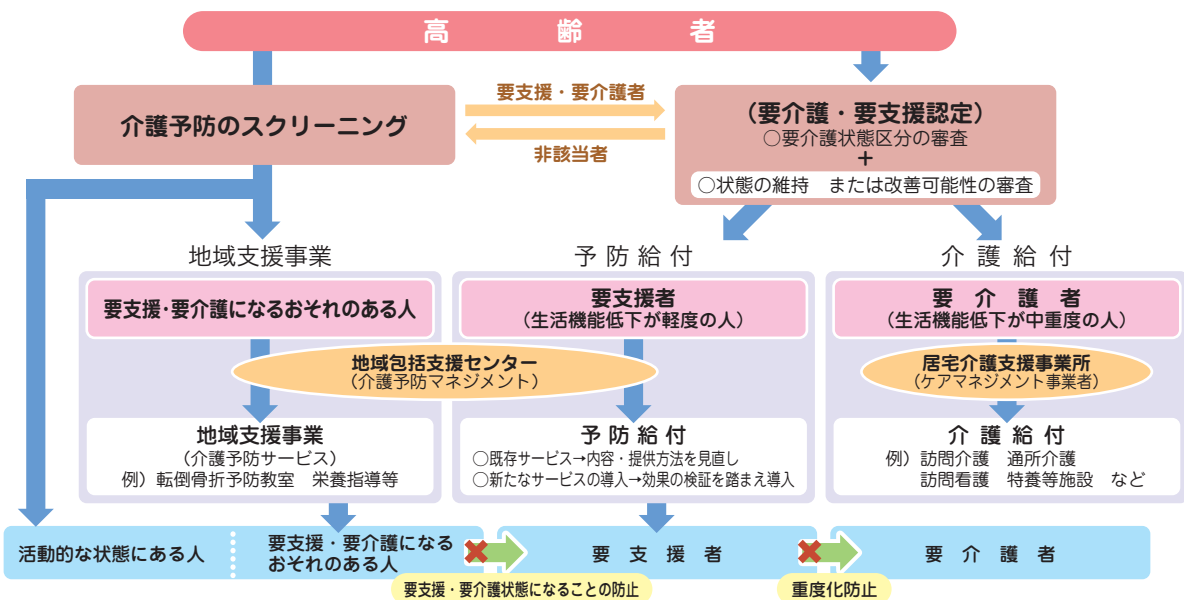 高齢者
介護予防のスクリーニング
要支援・要介護者
非該当者
(要介護・要支援認定)
○要介護状態区分の審査
+
○状態の維持 または改善可能性の審査
地域支援事業
予防給付
介護給付
要支援・要介護になるおそれのある人
要支援者
(生活機能低下が軽度の人)
要介護者
(生活機能低下が中重度の人)
地域包括支援センター
(介護予防マネジメント)
居宅介護支援事業所
(ケアマネジメント事業者)
地域支援事業
(介護予防サービス)
例)転倒骨折予防教室 栄養指導等
予防給付
○既存サービス→内容・提供方法を見直し
○新たなサービスの導入→効果の検証を踏まえ導入
介護給付
例)訪問介護 通所介護
訪問看護 特養等施設 など
活動的な状態にある人
要支援・要介護になる
おそれのある人
要支援者
要介護者
要支援・要介護状態になることの防止
重度化防止